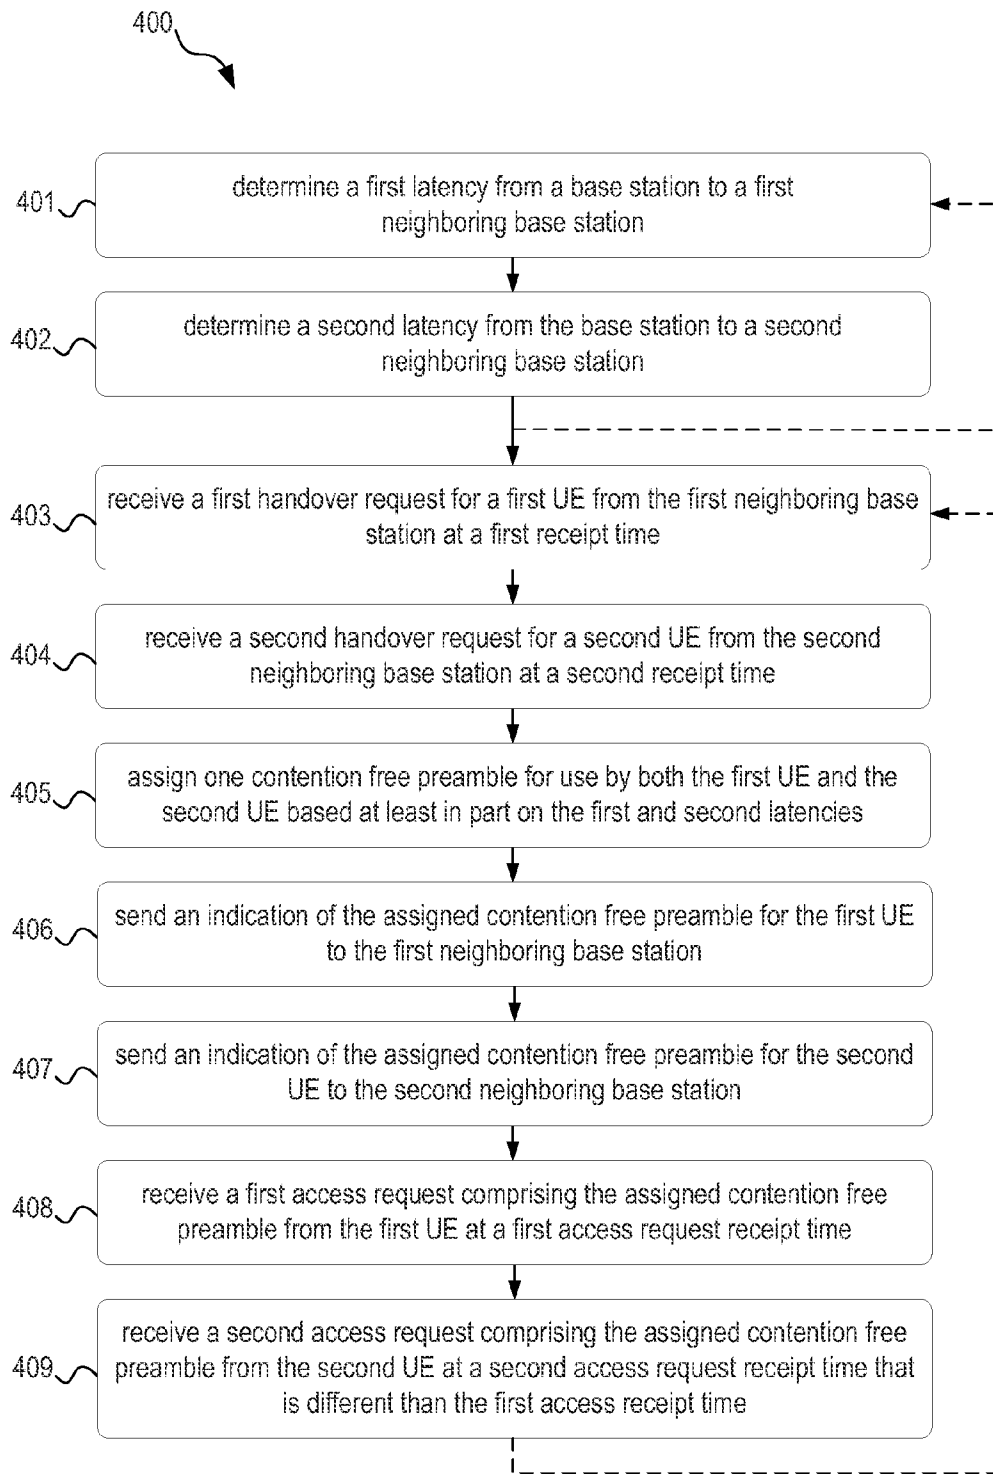 400
401
determine a first latency from a base station to a first
neighboring base station
402
determine a second latency from the base station to a second
neighboring base station
403
receive a first handover request for a first UE from the first neighboring base
station at a first receipt time
404
receive a second handover request for a second UE from the second
neighboring base station at a second receipt time
405
assign one contention free preamble for use by both the first UE and the
second UE based at least in part on the first and second latencies
406
send an indication of the assigned contention free preamble for the first UE
to the first neighboring base station
407
send an indication of the assigned contention free preamble for the second
UE to the second neighboring base station
408
receive a first access request comprising the assigned contention free
preamble from the first UE at a first access request receipt time
409
receive a second access request comprising the assigned contention free
preamble from the second UE at a second access request receipt time that
is different than the first access receipt time